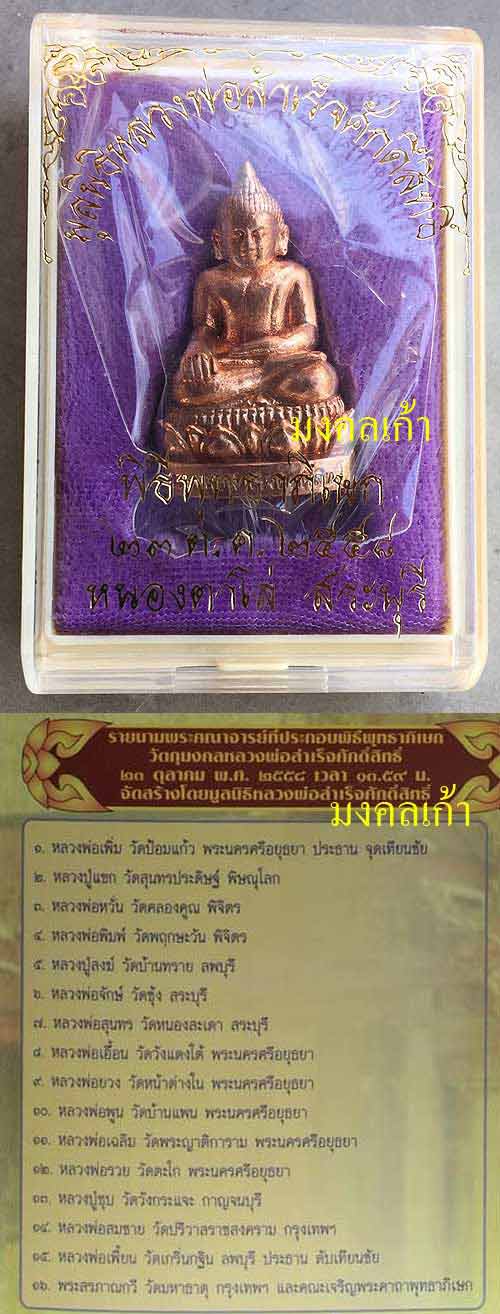 มูลนิธิหลวงพ่อสำเร็จศักดิ์สิทธิ์
มงคลเก้า
พิธีพุทธาภิเษก
๒๓ ต.ค. ๒๕๕๘
หนองตาโล่ สระบุรี
รายนามพระคณาจารย์ที่ประกอบพิธีพุทธาภิเษก
วัตถุมงคลหลวงพ่อสำเร็จศักดิ์สิทธิ์
๒๓ ตุลาคม พ.ศ. ๒๕๕๘ เวลา ๑๓.๕๙ น.
จัดสร้างโดยมูลนิธิหลวงพ่อสำเร็จศักดิ์สิทธิ์
มงคลเก้า
๑. หลวงพ่อเพิ่ม วัดป้อมแก้ว พระนครศรีอยุธยา ประธาน จุดเทียนชัย
๒. หลวงปู่แขก วัดสุนทรประดิษฐ์ พิษณุโลก
๓. หลวงพ่อหวั่น วัดคลองคูณ พิจิตร
๔. หลวงพ่อพิมพ์ วัดพฤกษะวัน พิจิตร
๕. หลวงปู่ลงฆ์ วัดบ้านทราย ลพบุรี
๖. หลวงพ่อจักษ์ วัดชุ้ง สระบุรี
๗. หลวงพ่อสุนทร วัดหนองสะเดา สระบุรี
๘. หลวงพ่อเอื้อน วัดวังแดงใต้ พระนครศรีอยุธยา
๙. หลวงพ่อยวง วัดหน้าต่างใน พระนครศรีอยุธยา
๑๐. หลวงพ่อพูน วัดบ้านแพน พระนครศรีอยุธยา
๑๑. หลวงพ่อเฉลิม วัดพระญาติการาม พระนครศรีอยุธยา
๑๒. หลวงพ่อรวย วัดตะโก พระนครศรีอยุธยา
๑๓. หลวงปู่ชุบ วัดวังกระแจะ กาญจนบุรี
๑๔. หลวงพ่อสมชาย วัดปริวาสราชสงคราม กรุงเทพฯ
๑๕. หลวงพ่อเพี้ยน วัดเกริ่นกฐิน ลพบุรี ประธาน ดับเทียนชัย
๑๖. พระสรภาณกวี วัดมหาธาตุ กรุงเทพฯ และคณะเจริญพระคาถาพุทธาภิเษก